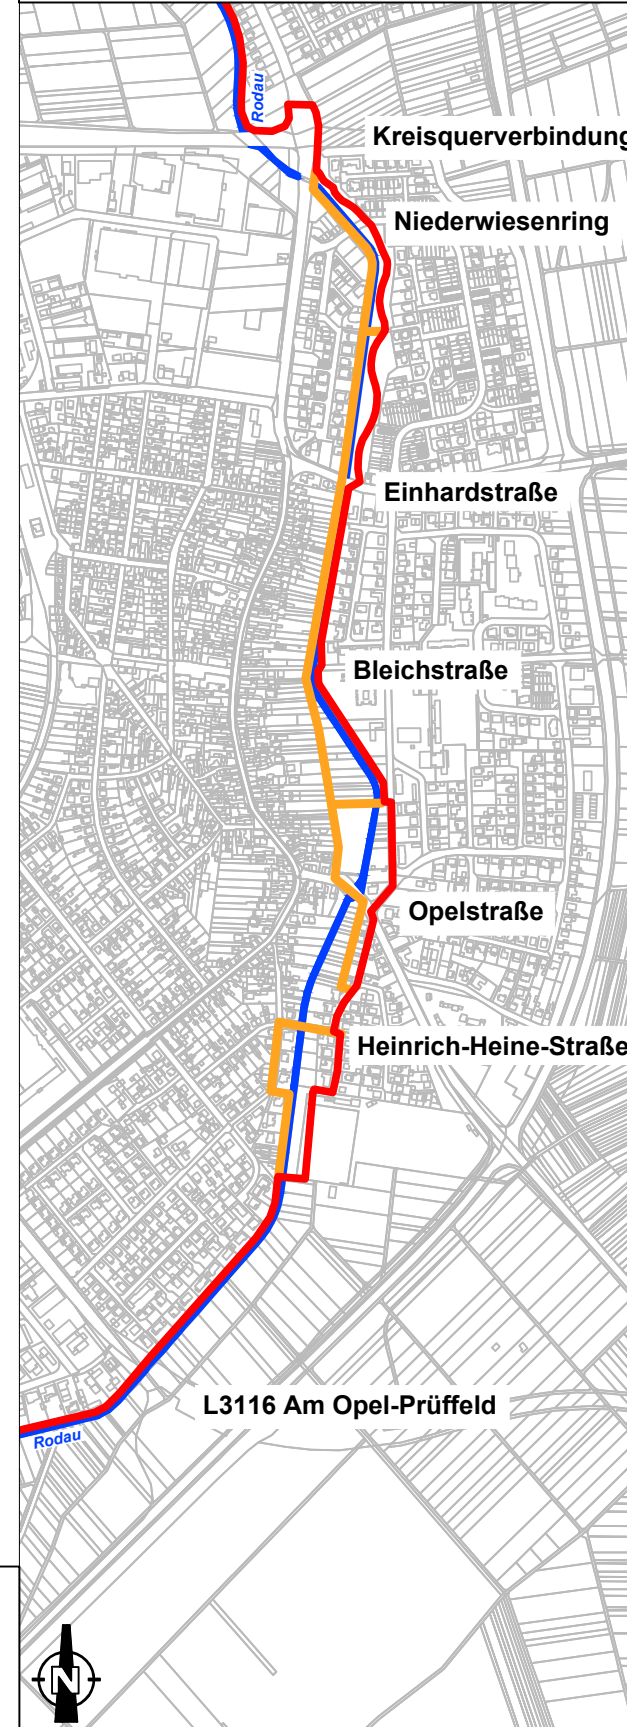 Rodau
Kreisquerverbindung
Niederwiesenring
Einhardstraße
Bleichstraße
Opelstraße
Heinrich-Heine-Straße
L3116 Am Opel-Prüffeld
Rodau
N